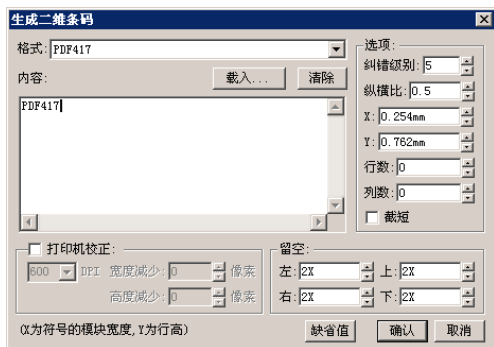 生成二维条码
格式: PDF417
内容: 载入... 清除
PDF417
选项:
纠错级别: 5
纵横比: 0.5
X: 0.254mm
Y: 0.762mm
行数: 0
列数: 0
截短
打印机校正:
600 DPI 宽度减少: 0 像素
高度减少: 0 像素
留空:
左: 2X 上: 2X
右: 2X 下: 2X
(X为符号的模块宽度, Y为行高)
缺省值 确认 取消